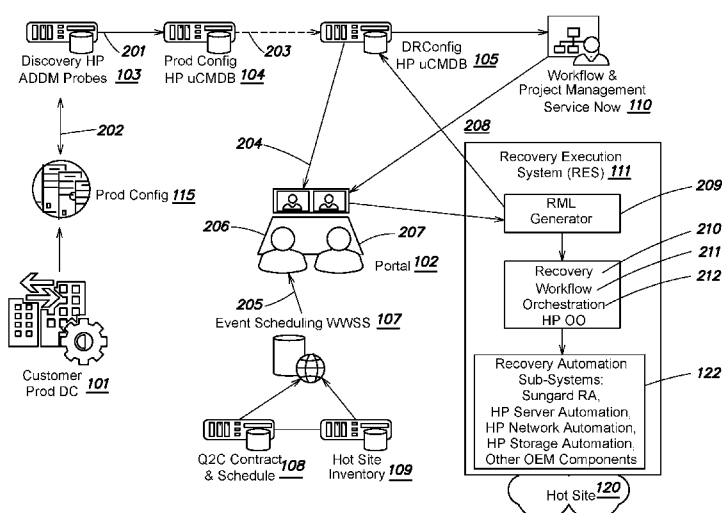 201
203
Discovery HP
ADDM Probes 103
Prod Config
HP uCMDB 104
DRConfig
HP uCMDB 105
Workflow &
Project Management
Service Now 110
202
204
208
Prod Config 115
206
207
Portal 102
205
Event Scheduling WWSS 107
Customer
Prod DC 101
Q2C Contract
& Schedule 108
Hot Site
Inventory 109
Recovery Execution
System (RES) 111
RML
Generator
209
210
211
212
Recovery
Workflow
Orchestration
HP OO
Recovery Automation
Sub-Systems:
Sungard RA,
HP Server Automation,
HP Network Automation,
HP Storage Automation,
Other OEM Components
122
Hot Site 120